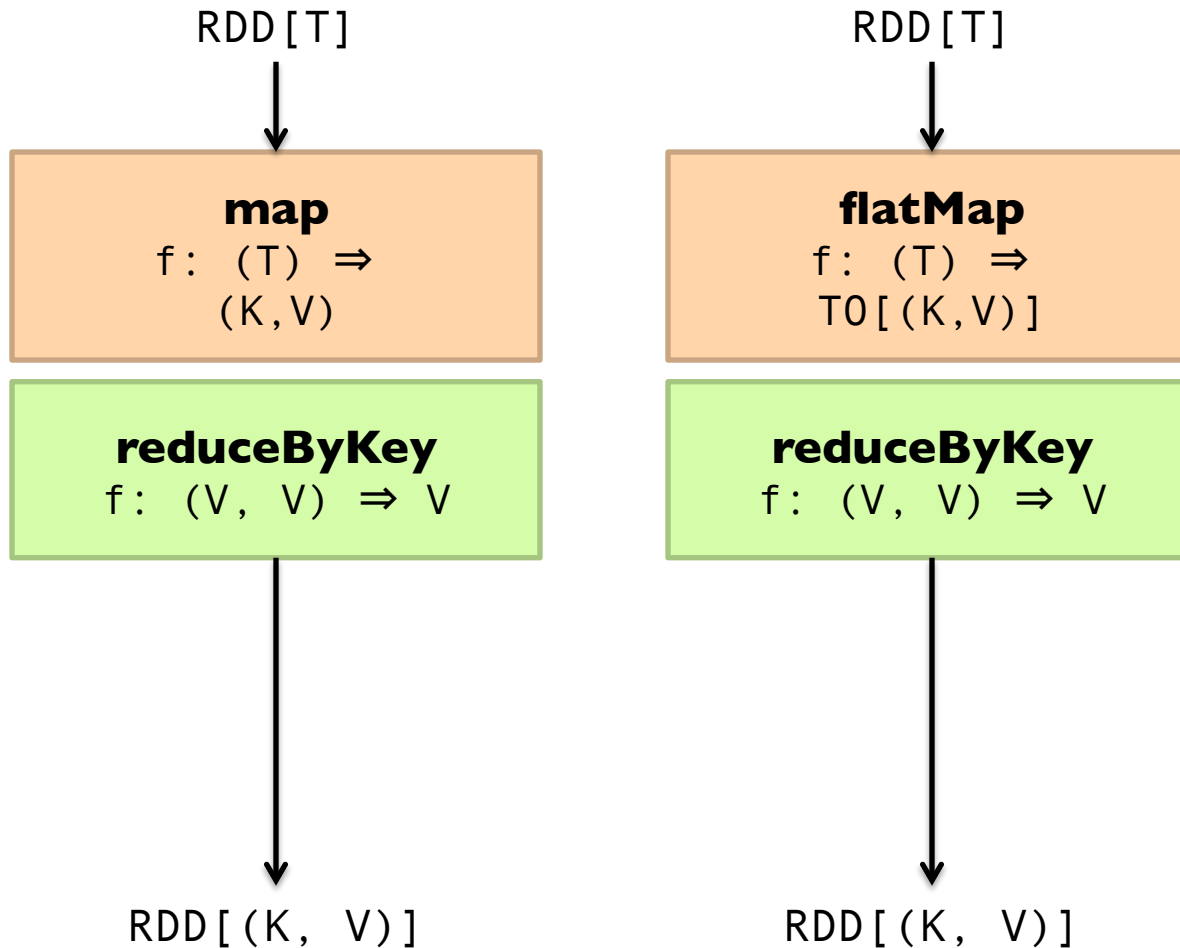 RDD[T]
map
f: (T) ⇒
(K,V)
reduceByKey
f: (V, V) ⇒ V
RDD[(K, V)]
RDD[T]
flatMap
f: (T) ⇒
TO[(K,V)]
reduceByKey
f: (V, V) ⇒ V
RDD[(K, V)]